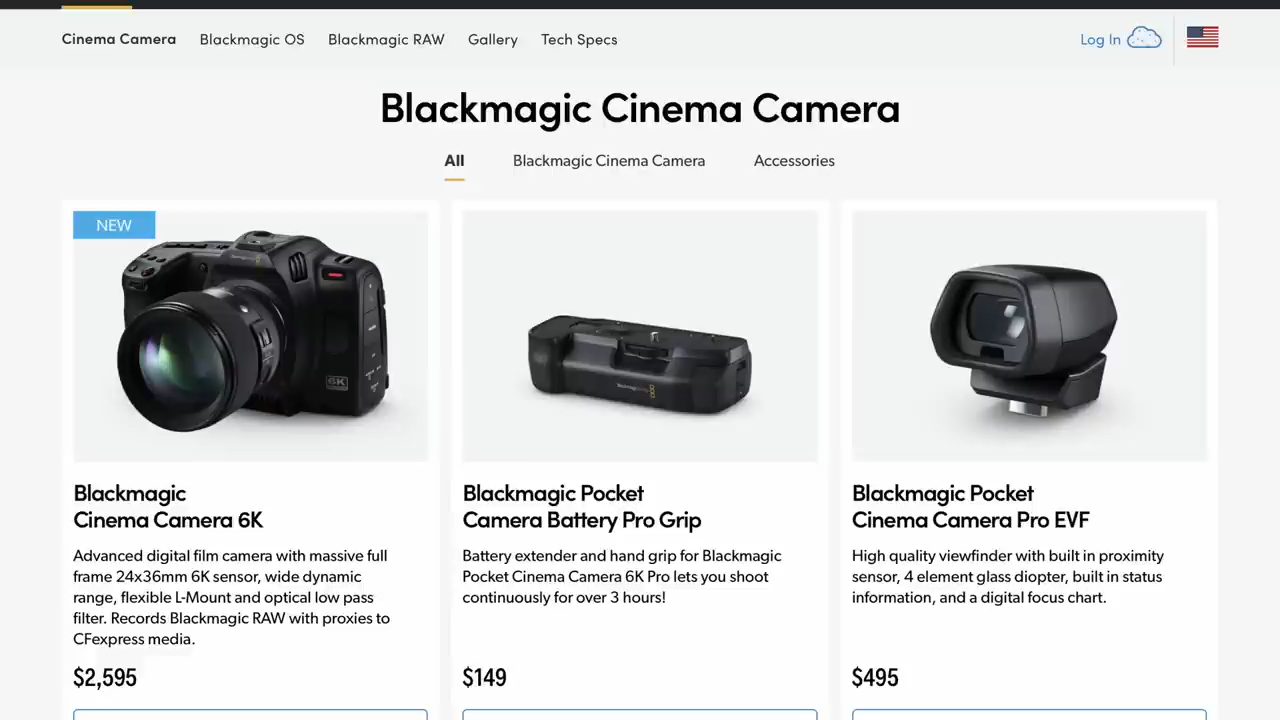 Cinema Camera Blackmagic OS Blackmagic RAW Gallery Tech Specs Log In
Blackmagic Cinema Camera
All Blackmagic Cinema Camera Accessories
NEW
6K
Blackmagic
Cinema Camera 6K
Advanced digital film camera with massive full
frame 24x36mm 6K sensor, wide dynamic
range, flexible L-Mount and optical low pass
filter. Records Blackmagic RAW with proxies to
CFexpress media.
$2,595
Blackmagic Pocket
Camera Battery Pro Grip
Battery extender and hand grip for Blackmagic
Pocket Cinema Camera 6K Pro lets you shoot
continuously for over 3 hours!
$149
Blackmagic Pocket
Cinema Camera Pro EVF
High quality viewfinder with built in proximity
sensor, 4 element glass diopter, built in status
information, and a digital focus chart.
$495